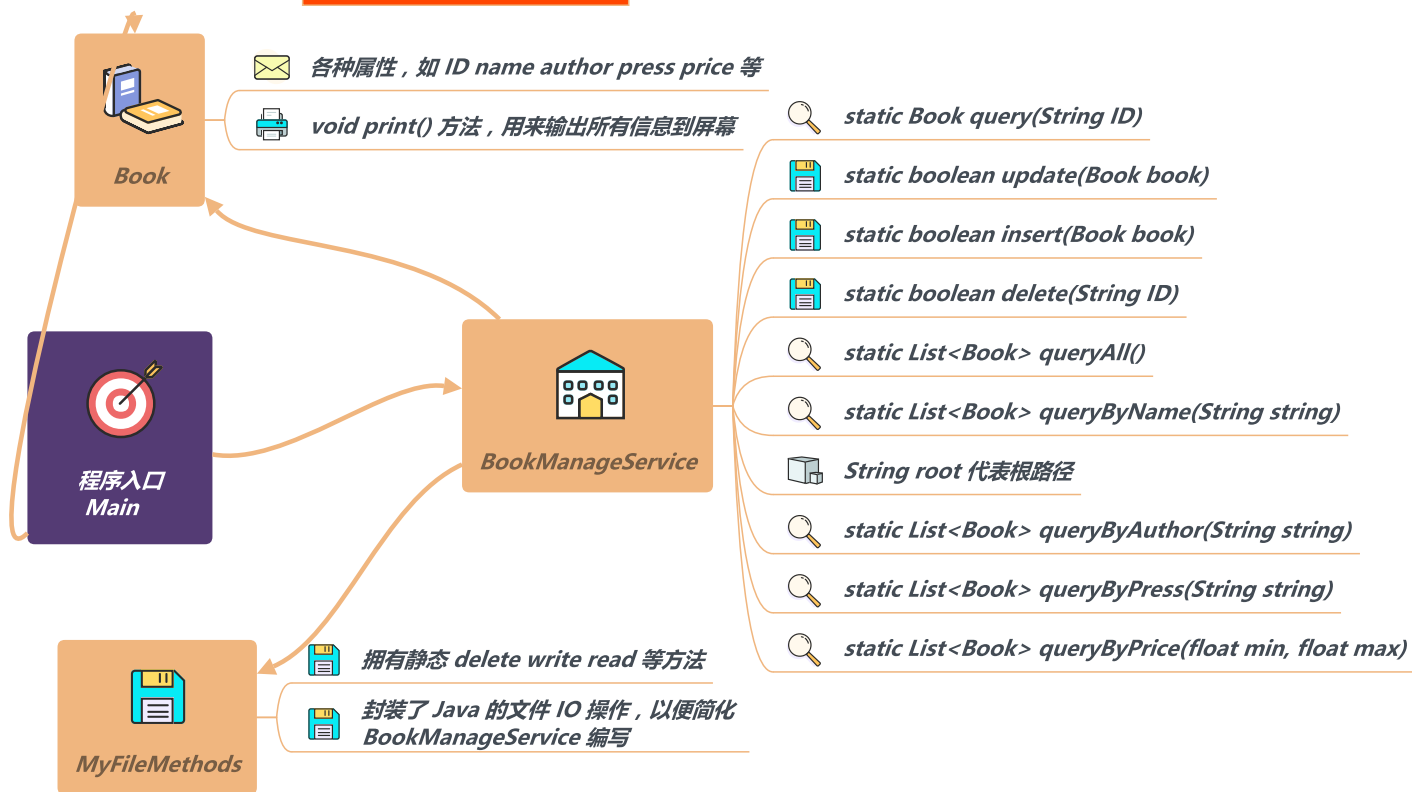 各种属性，如 ID name author press price 等
void print() 方法，用来输出所有信息到屏幕
Book
static Book query(String ID)
static boolean update(Book book)
static boolean insert(Book book)
static boolean delete(String ID)
static List<Book> queryAll()
static List<Book> queryByName(String string)
String root 代表根路径
static List<Book> queryByAuthor(String string)
static List<Book> queryByPress(String string)
static List<Book> queryByPrice(float min, float max)
BookManageService
程序入口
Main
拥有静态 delete write read 等方法
封装了 Java 的文件 IO 操作，以便简化
BookManageService 编写
MyFileMethods